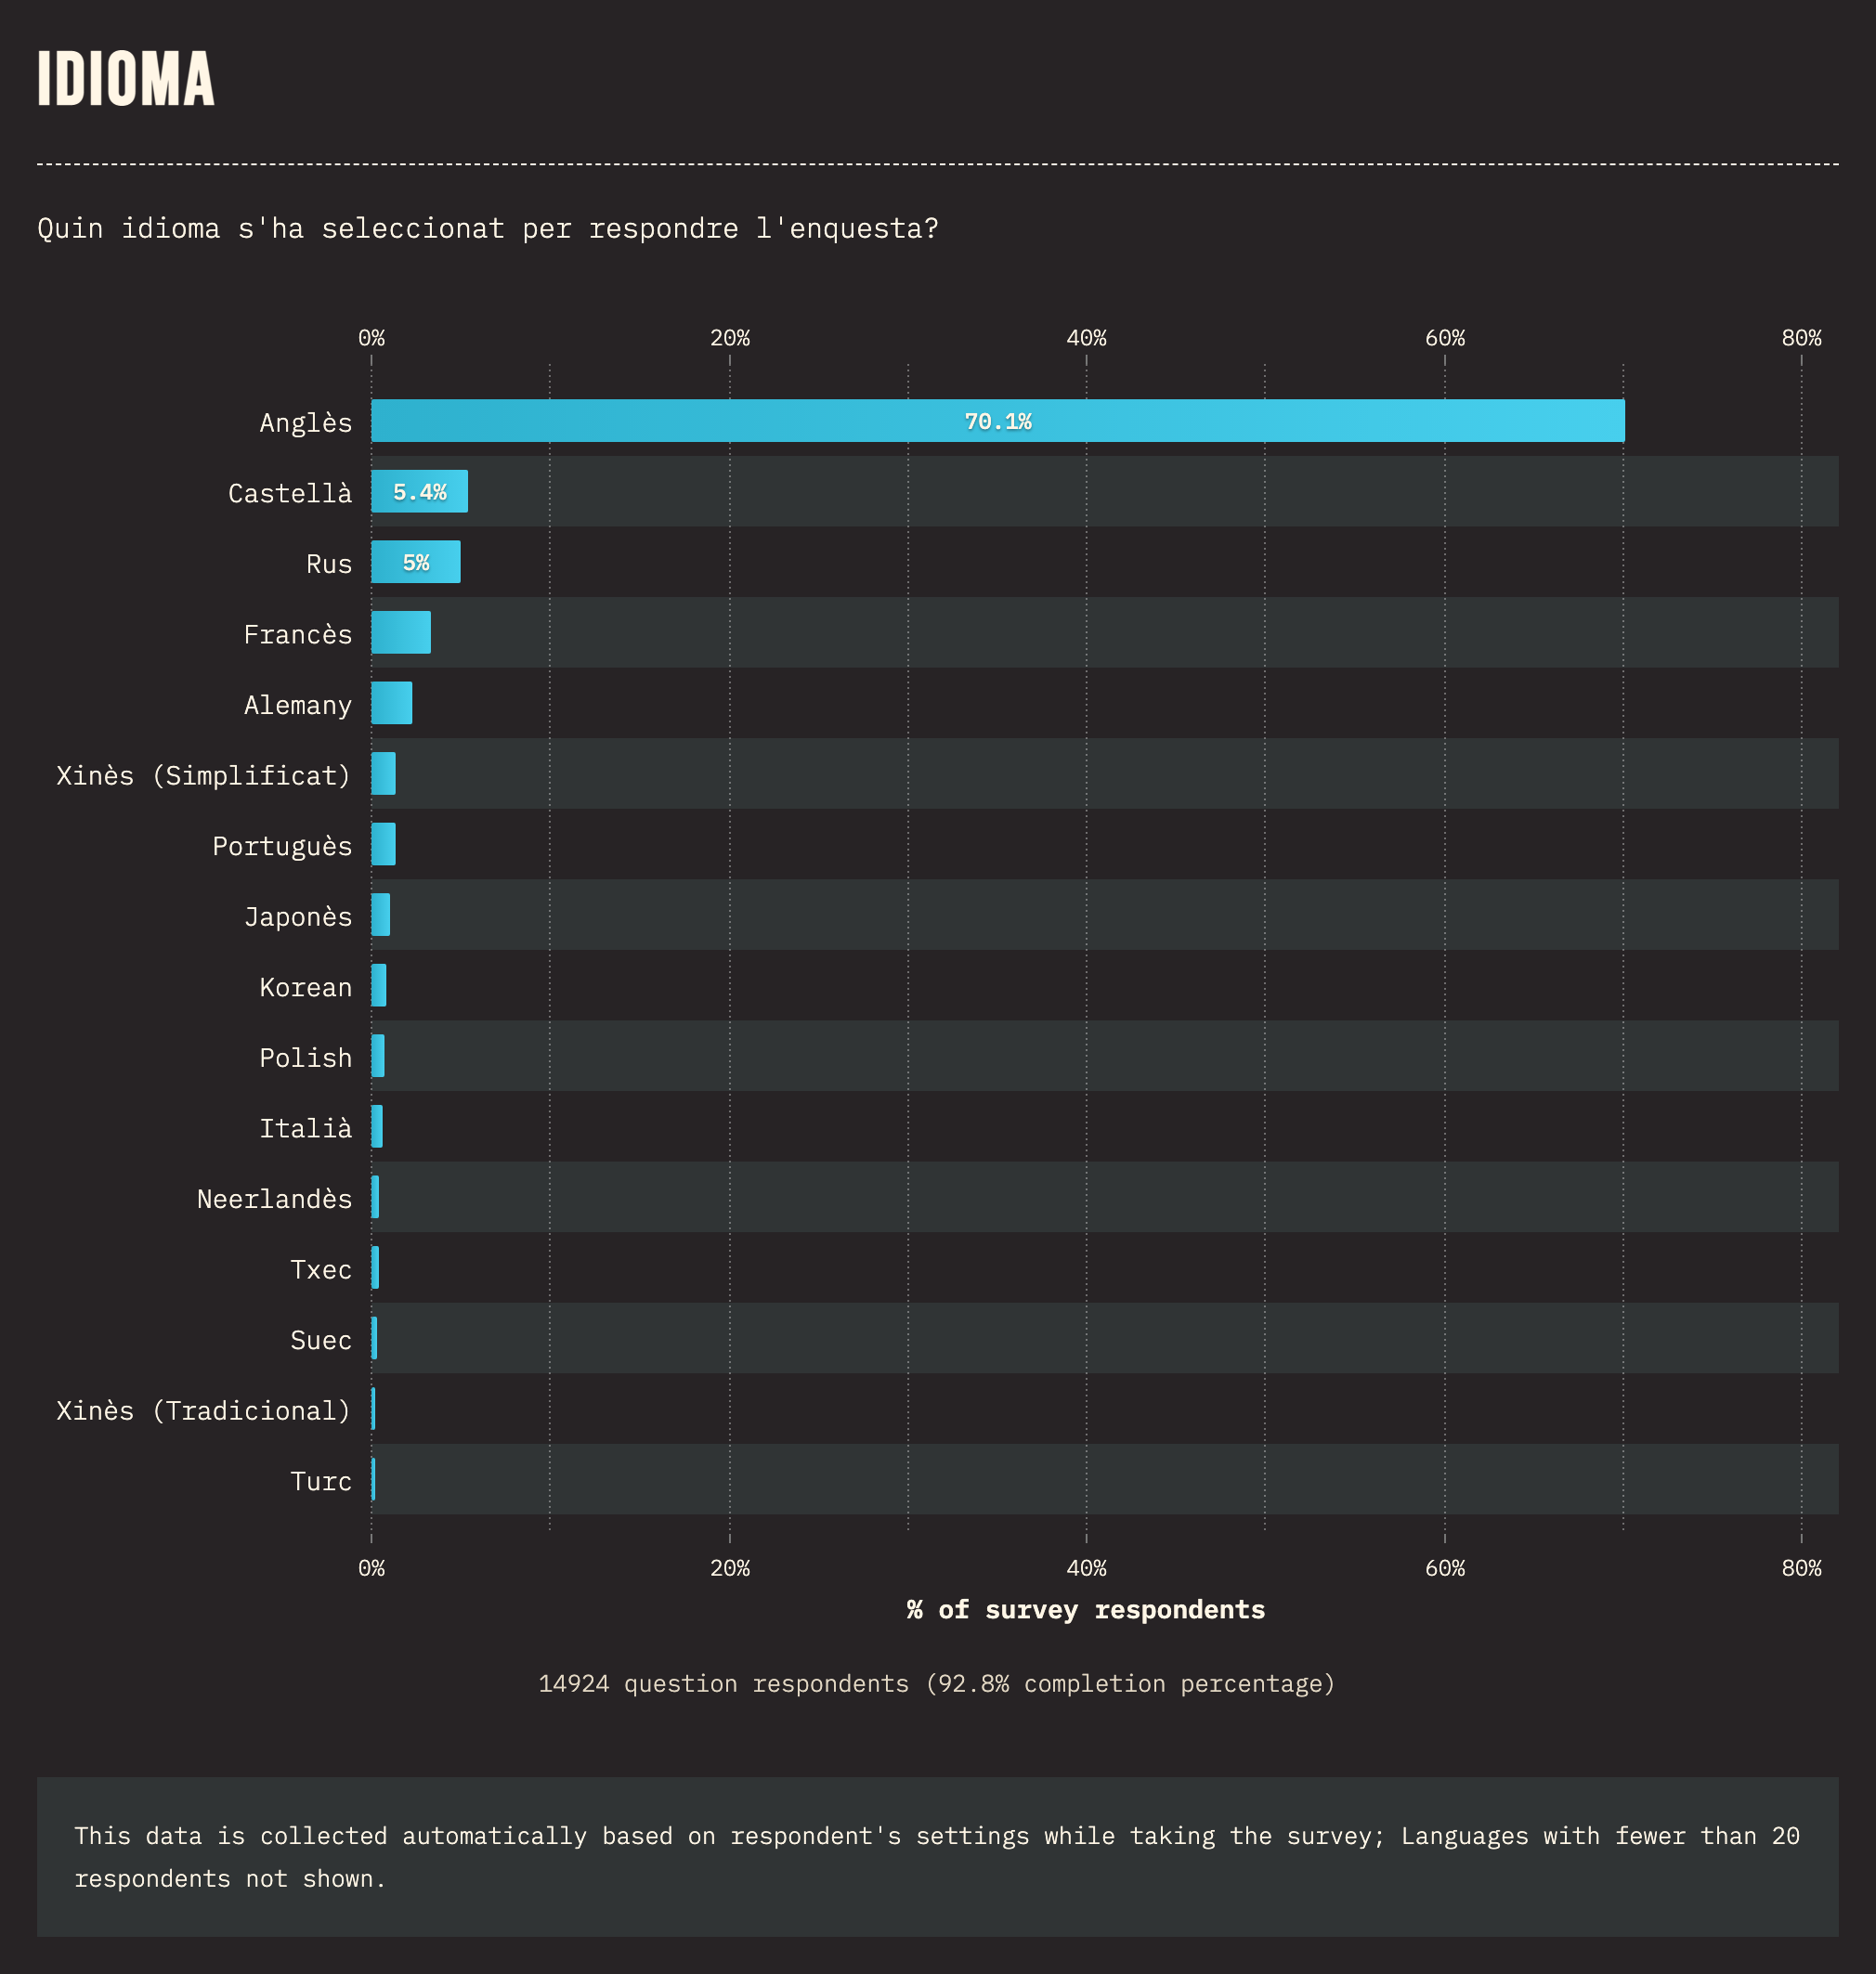 IDIOMA
Quin idioma s'ha seleccionat per respondre l'enquesta?
0% 20% 40% 60% 80%
Anglès 70.1%
Castellà 5.4%
Rus 5%
Francès
Alemany
Xinès (Simplificat)
Portuguès
Japonès
Korean
Polish
Italià
Neerlandès
Txec
Suec
Xinès (Tradicional)
Turc
0% 20% 40% 60% 80%
% of survey respondents
14924 question respondents (92.8% completion percentage)
This data is collected automatically based on respondent's settings while taking the survey; Languages with fewer than 20
respondents not shown.